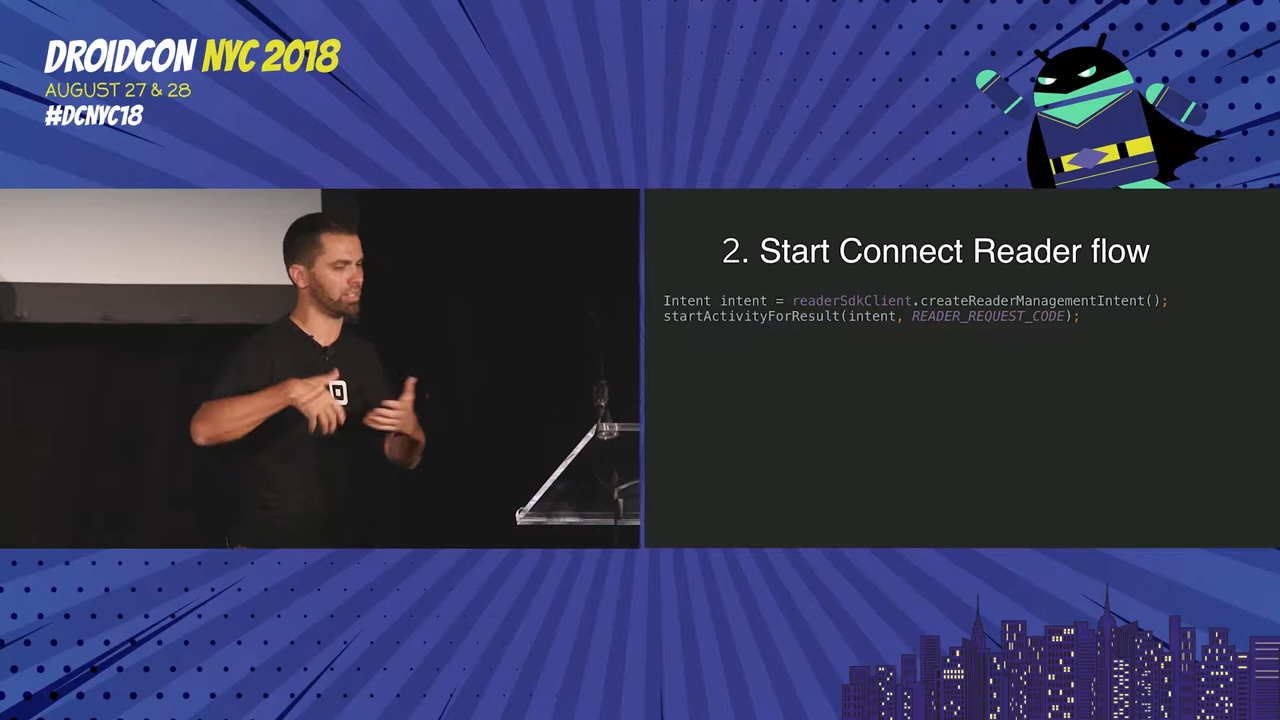 DROIDCON NYC 2018
AUGUST 27 & 28
#DCNYC18
2. Start Connect Reader flow
Intent intent = readerSdkClient.createReaderManagementIntent();
startActivityForResult(intent, READER_REQUEST_CODE);